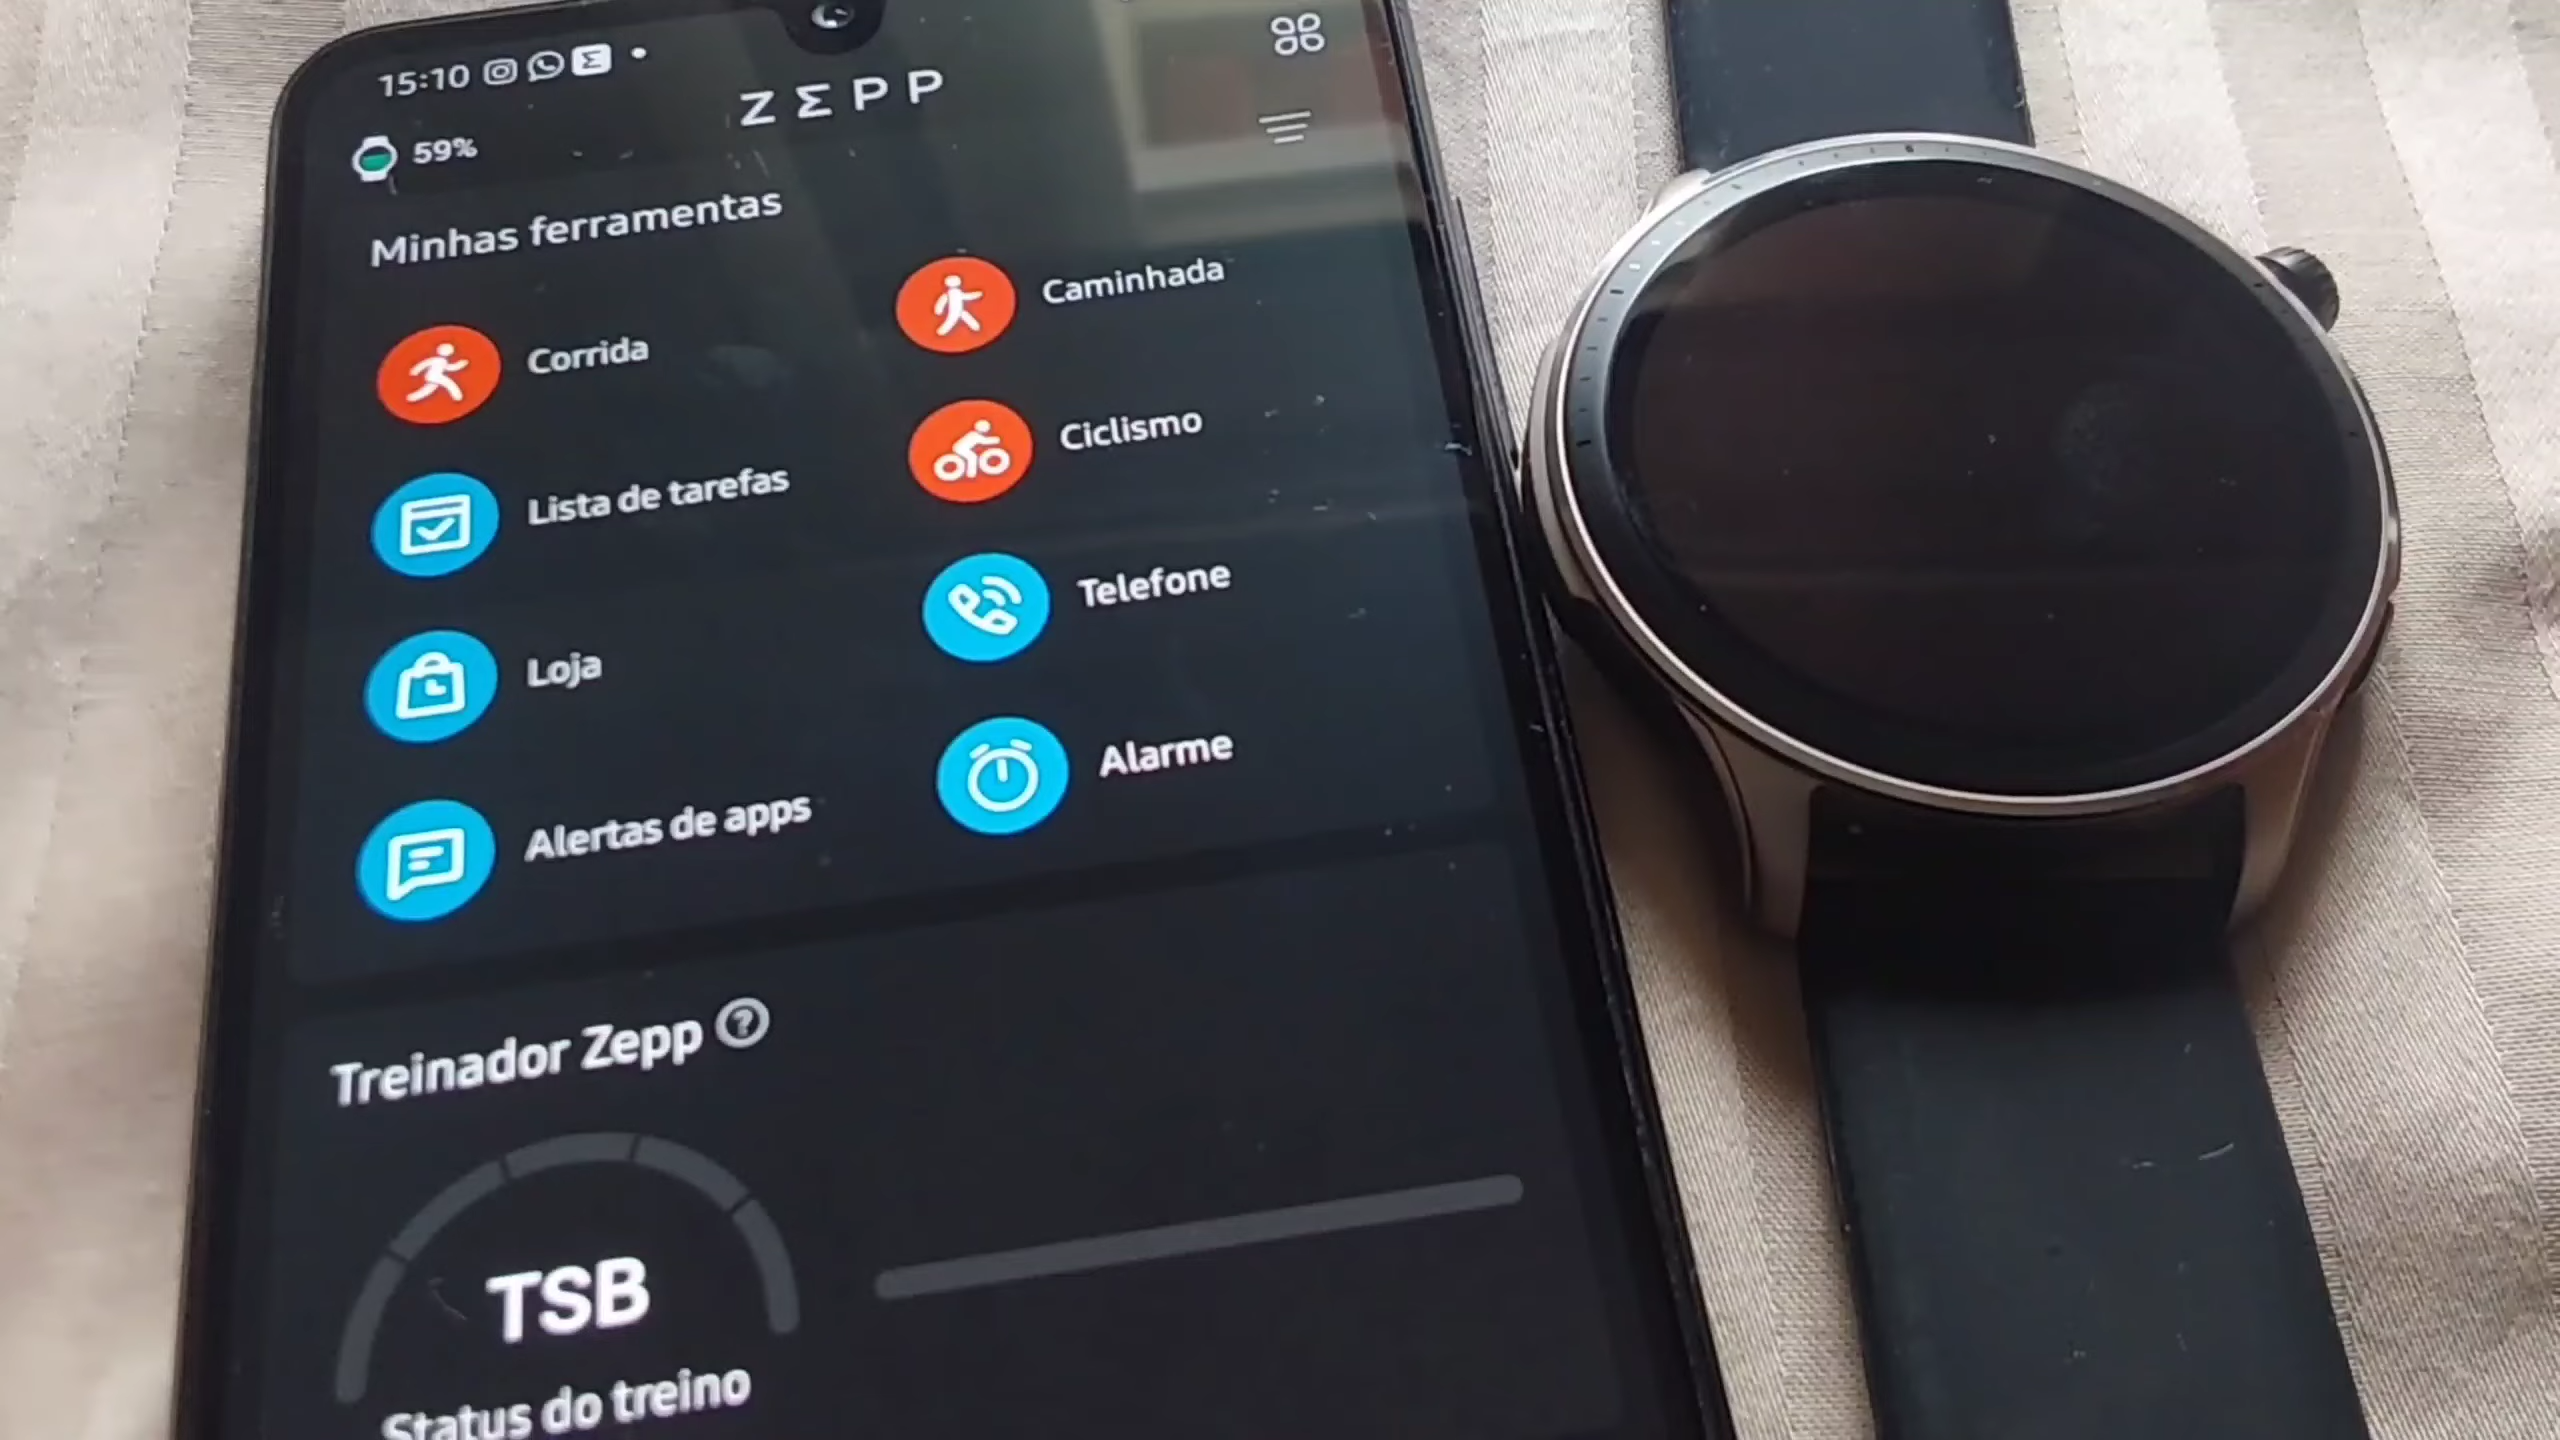 15:10
ZΣPP
59%
Minhas ferramentas
Corrida
Caminhada
Lista de tarefas
Ciclismo
Loja
Telefone
Alertas de apps
Alarme
Treinador Zepp ?
TSB
Status do treino